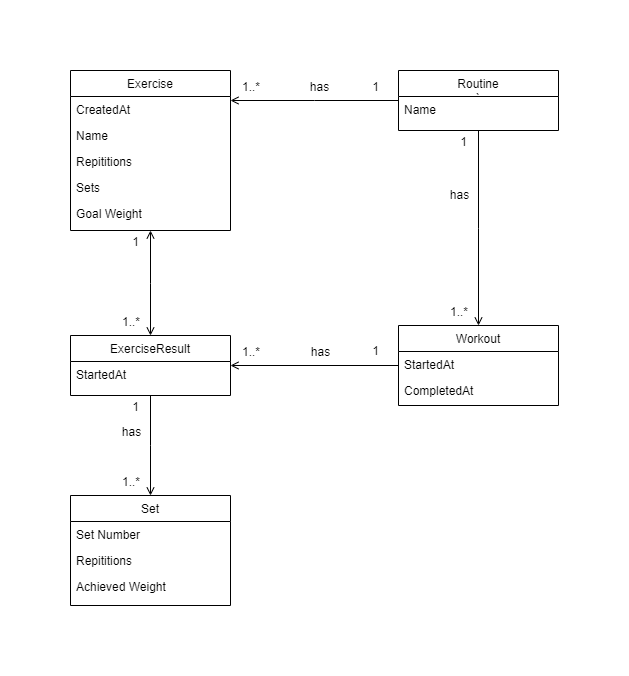 Exercise
CreatedAt
Name
Repititions
Sets
Goal Weight
1..*
has
1
Routine
`
Name
1
has
1..*
1
1..*
ExerciseResult
StartedAt
1..*
has
1
Workout
StartedAt
CompletedAt
1
has
1..*
Set
Set Number
Repititions
Achieved Weight